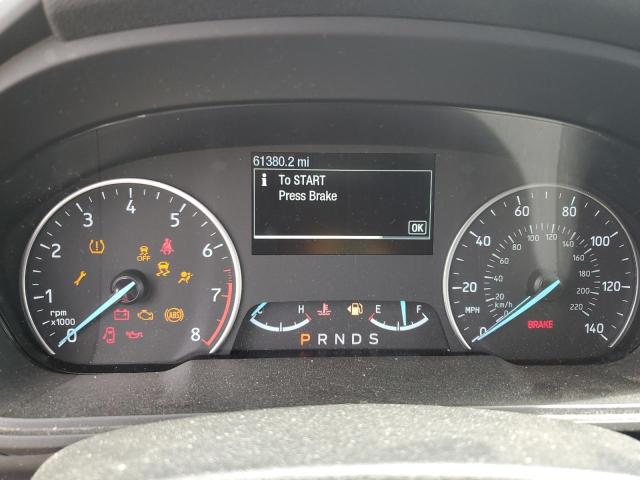 61380.2 mi
i To START
Press Brake
OK
0 1 2 3 4 5 6 7 8
rpm
x1000
OFF
ABS
C H E F
P R N D S
0 20 40 60 80 100 120 140
0 20 40 60 80 100 120 140 160 180 200 220
MPH
km/h
BRAKE